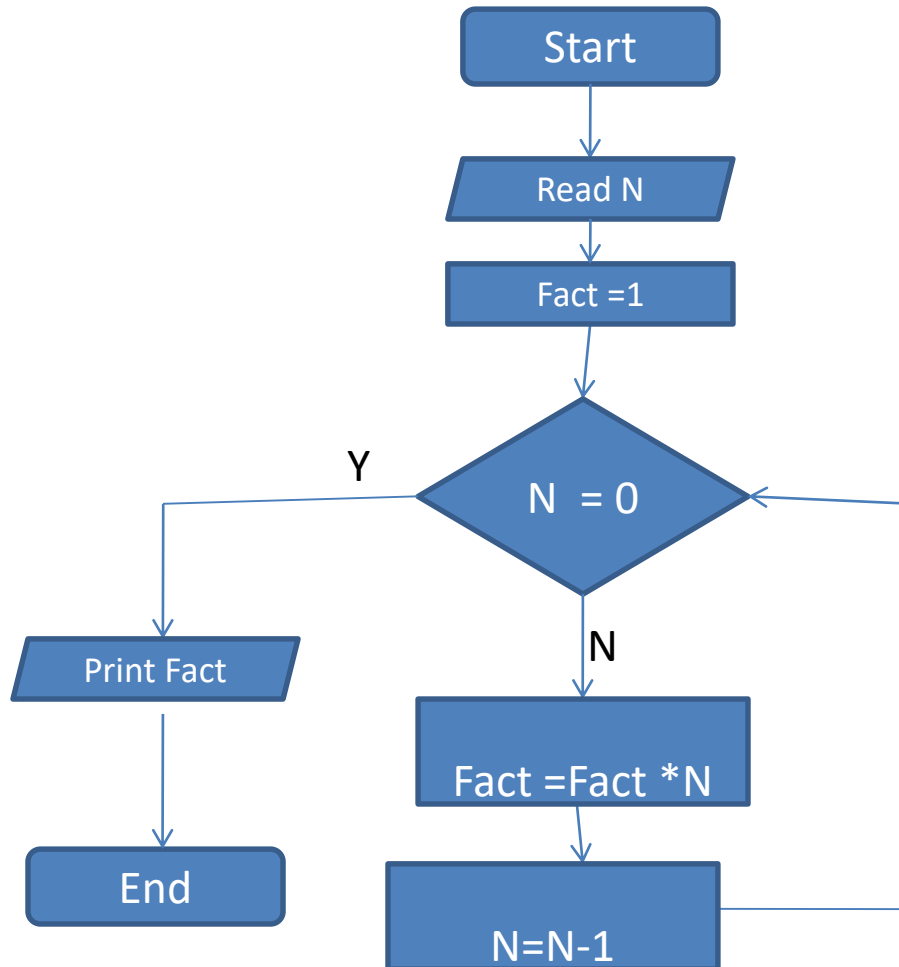 Start
Read N
Fact =1
Y
N = 0
N
Print Fact
Fact =Fact *N
End
N=N-1